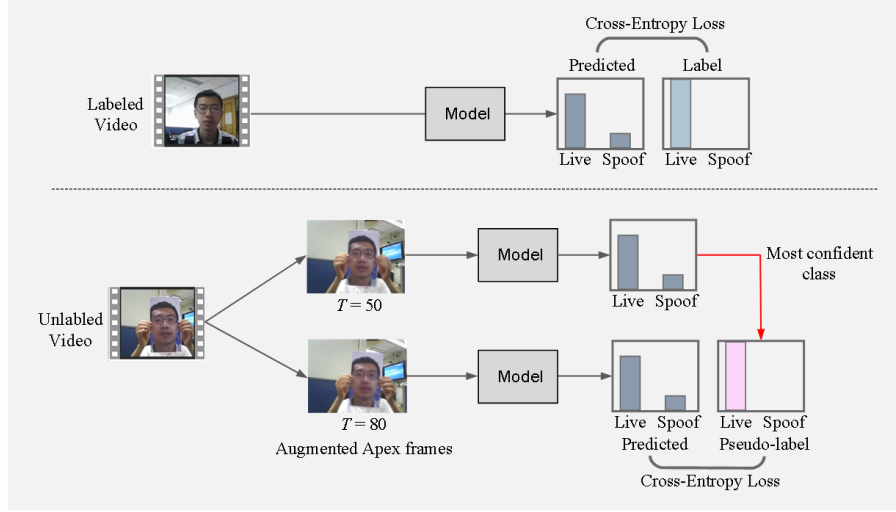 Cross-Entropy Loss
Predicted Label
Labeled
Video
Model
Live Spoof Live Spoof
Model
Most confident
class
Live Spoof
T = 50
Unlabled
Video
Model
T = 80
Live Spoof Live Spoof
Augmented Apex frames
Predicted Pseudo-label
Cross-Entropy Loss